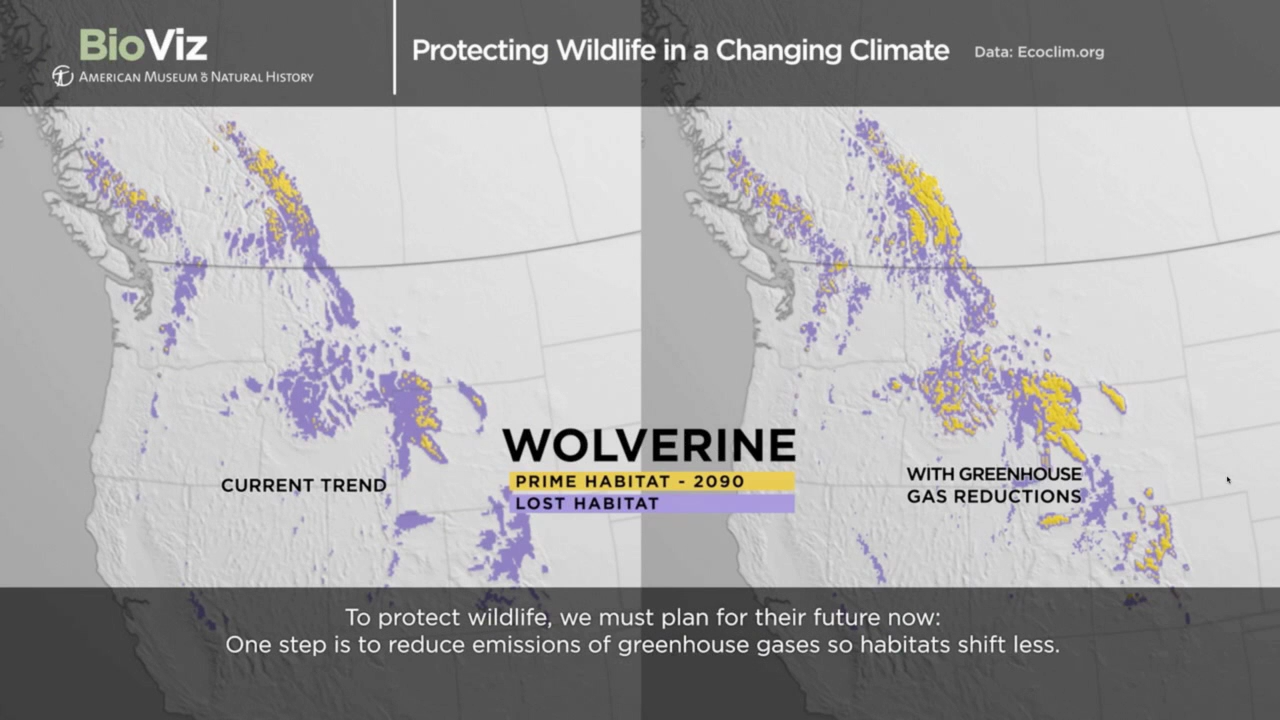 BioViz
American Museum & Natural History
Protecting Wildlife in a Changing Climate
Data: Ecoclim.org
WOLVERINE
PRIME HABITAT - 2090
LOST HABITAT
CURRENT TREND
WITH GREENHOUSE
GAS REDUCTIONS
To protect wildlife, we must plan for their future now:
One step is to reduce emissions of greenhouse gases so habitats shift less.